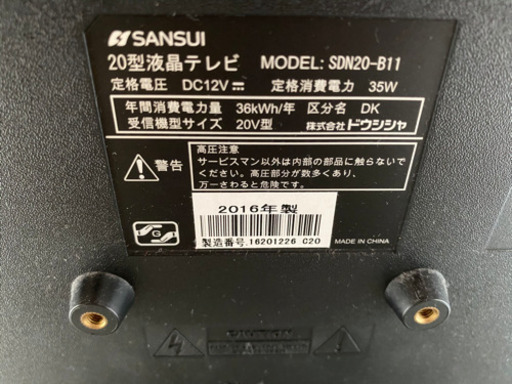 SANSUI
20型液晶テレビ MODEL: SDN20-B11
定格電圧 DC12V 定格消費電力 35W
年間消費電力量 36kWh/年 区分名 DK
受信機型サイズ 20V型 株式会社ドウシシャ
警告
高圧注意
サービスマン以外は内部の部品に触らないで
ください。高圧部分が数多くあり、
万一さわると危険です。
G
2016年製
製造番号:16201226 C20
MADE IN CHINA
CAUTION